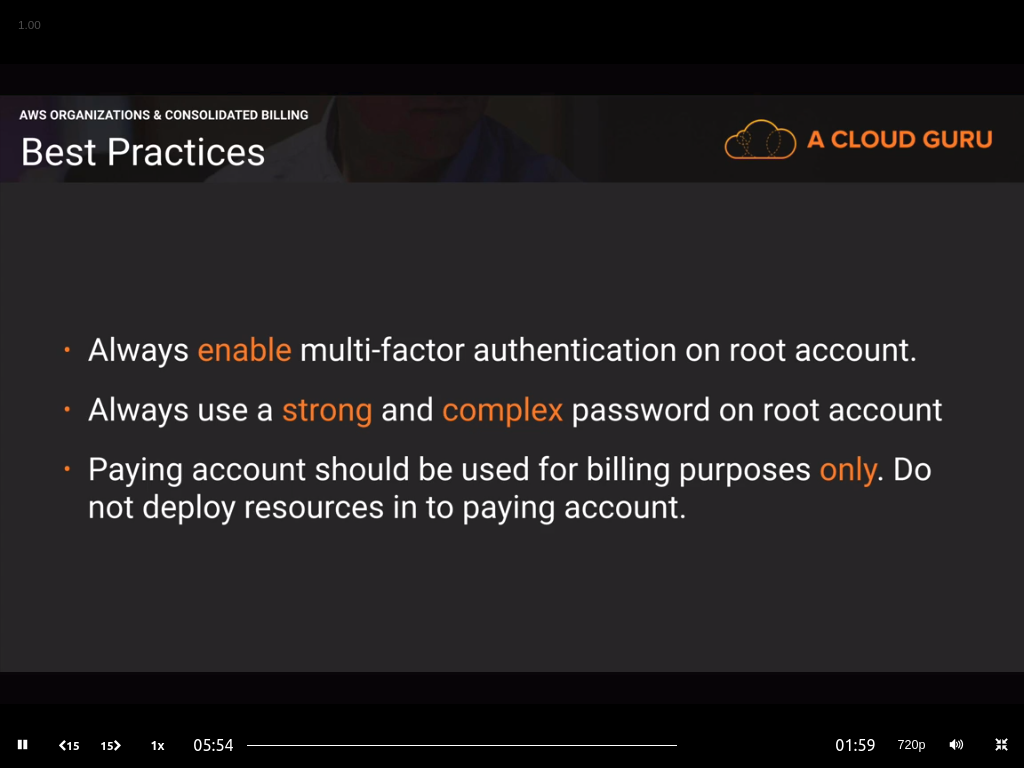 1.00
AWS ORGANIZATIONS & CONSOLIDATED BILLING
Best Practices
A CLOUD GURU
• Always enable multi-factor authentication on root account.
• Always use a strong and complex password on root account
• Paying account should be used for billing purposes only. Do
not deploy resources in to paying account.
15 15 1x 05:54 01:59 720p